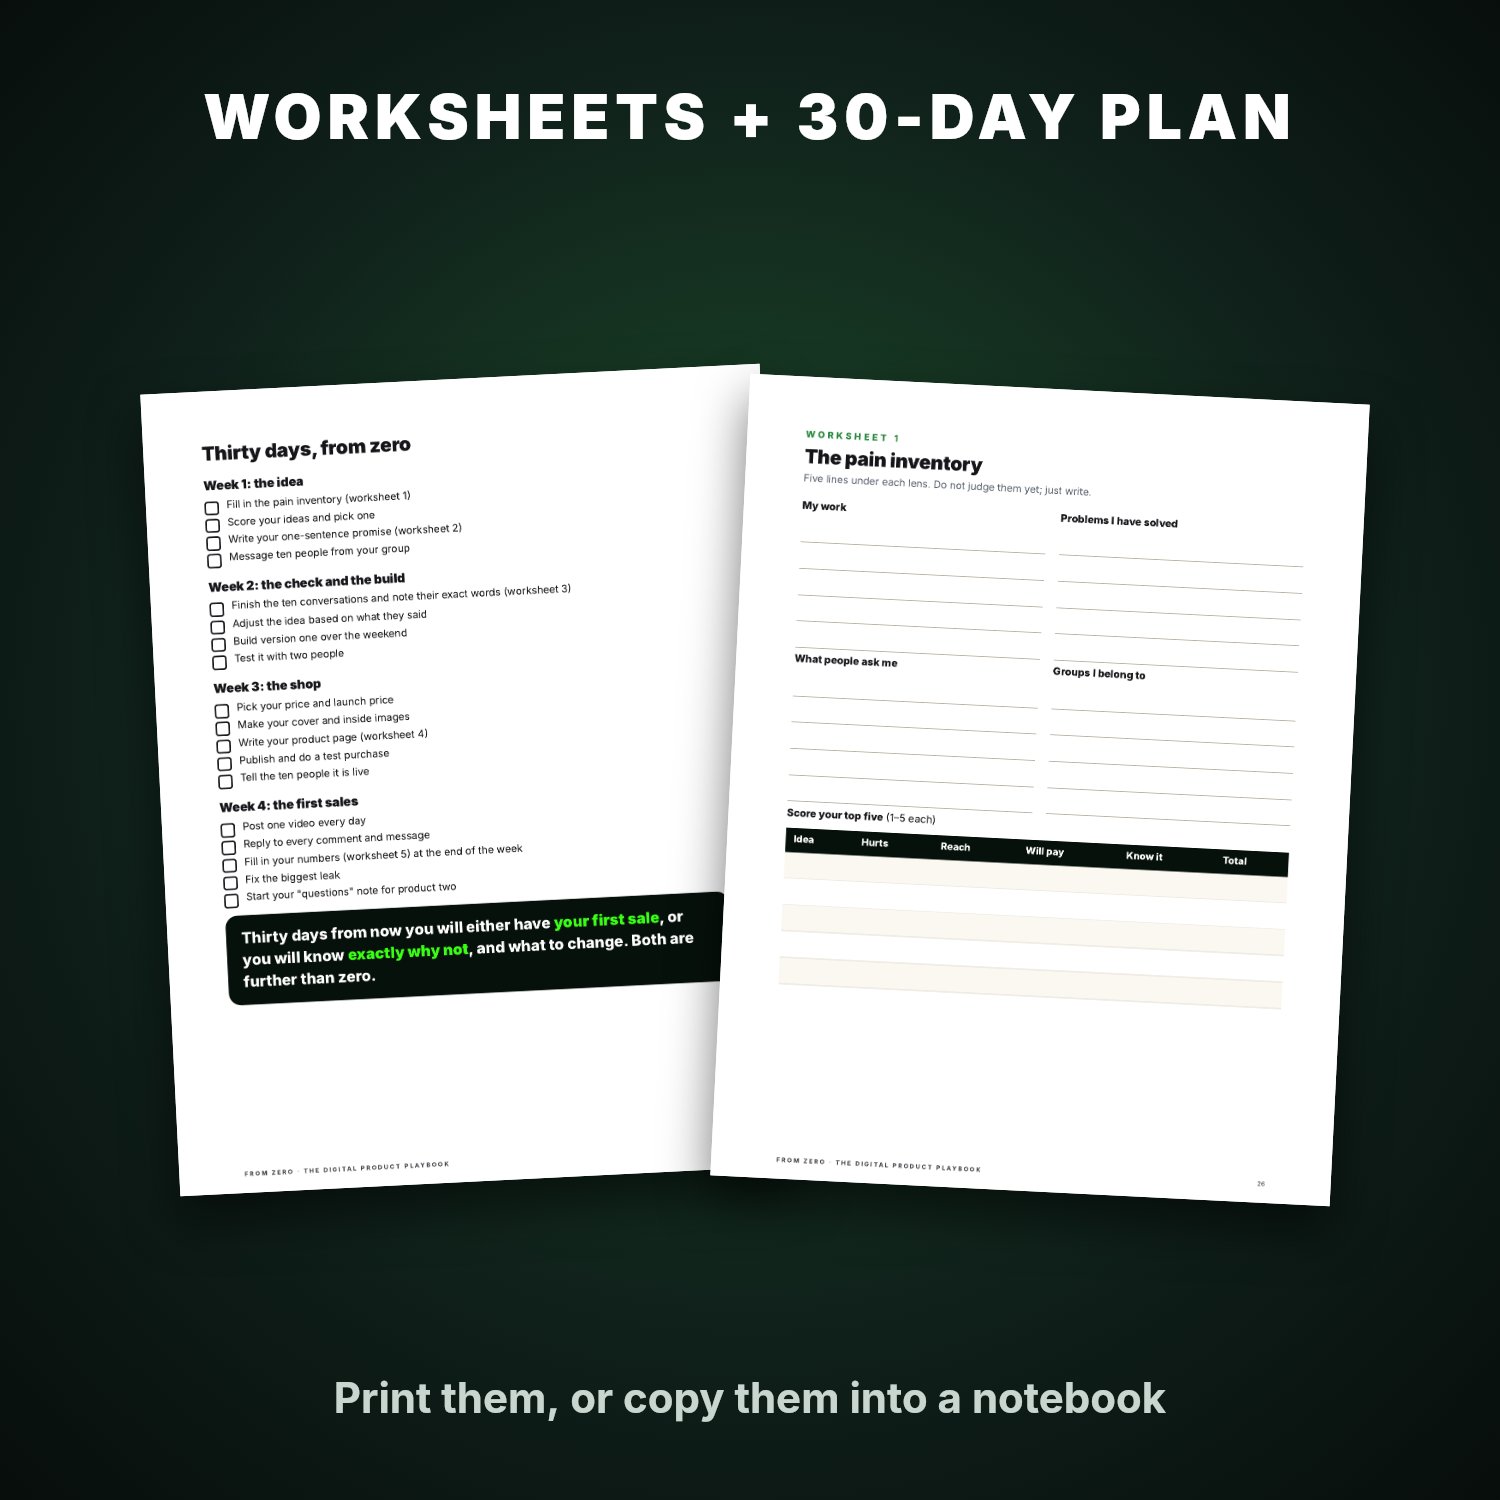 WORKSHEETS + 30-DAY PLAN
Thirty days, from zero
Week 1: the idea
Fill in the pain inventory (worksheet 1)
Score your ideas and pick one
Write your one-sentence promise (worksheet 2)
Message ten people from your group
Week 2: the check and the build
Finish the ten conversations and note their exact words (worksheet 3)
Adjust the idea based on what they said
Build version one over the weekend
Test it with two people
Week 3: the shop
Pick your price and launch price
Make your cover and inside images
Write your product page (worksheet 4)
Publish and do a test purchase
Tell the ten people it is live
Week 4: the first sales
Post one video every day
Reply to every comment and message
Fill in your numbers (worksheet 5) at the end of the week
Fix the biggest leak
Start your "questions" note for product two
Thirty days from now you will either have your first sale, or
you will know exactly why not, and what to change. Both are
further than zero.
FROM ZERO · THE DIGITAL PRODUCT PLAYBOOK
WORKSHEET 1
The pain inventory
Five lines under each lens. Do not judge them yet; just write.
My work
Problems I have solved
What people ask me
Groups I belong to
Score your top five (1–5 each)
Idea Hurts Reach Will pay Know it Total
FROM ZERO · THE DIGITAL PRODUCT PLAYBOOK
26
Print them, or copy them into a notebook